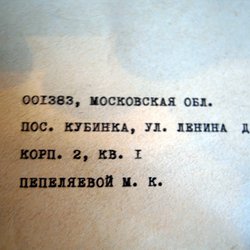 001383, МОСКОВСКАЯ ОБЛ.
ПОС. КУБИНКА, УЛ. ЛЕНИНА Д
КОРП. 2, КВ. I
ПЕПЕЛЯЕВОЙ М. К.